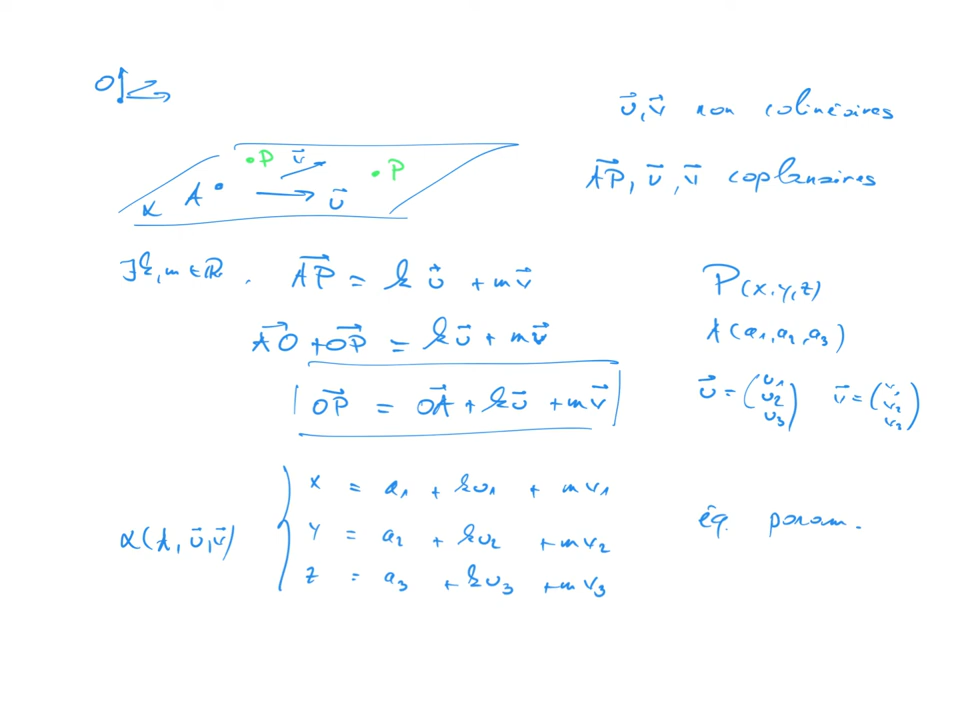 O
u⃗, v⃗ non colinéaires
P v⃗ P
A u⃗
α
AP⃗, u⃗, v⃗ coplanaires
∃k, m ∈ ℝ, AP⃗ = k u⃗ + m v⃗
P(x, y, z)
AO⃗ + OP⃗ = k u⃗ + m v⃗
A(a₁, a₂, a₃)
OP⃗ = OA⃗ + k u⃗ + m v⃗
u⃗ = (u₁ u₂ u₃) v⃗ = (v₁ v₂ v₃)
x = a₁ + k u₁ + m v₁
α(A, u⃗, v⃗) y = a₂ + k u₂ + m v₂
éq. param.
z = a₃ + k u₃ + m v₃